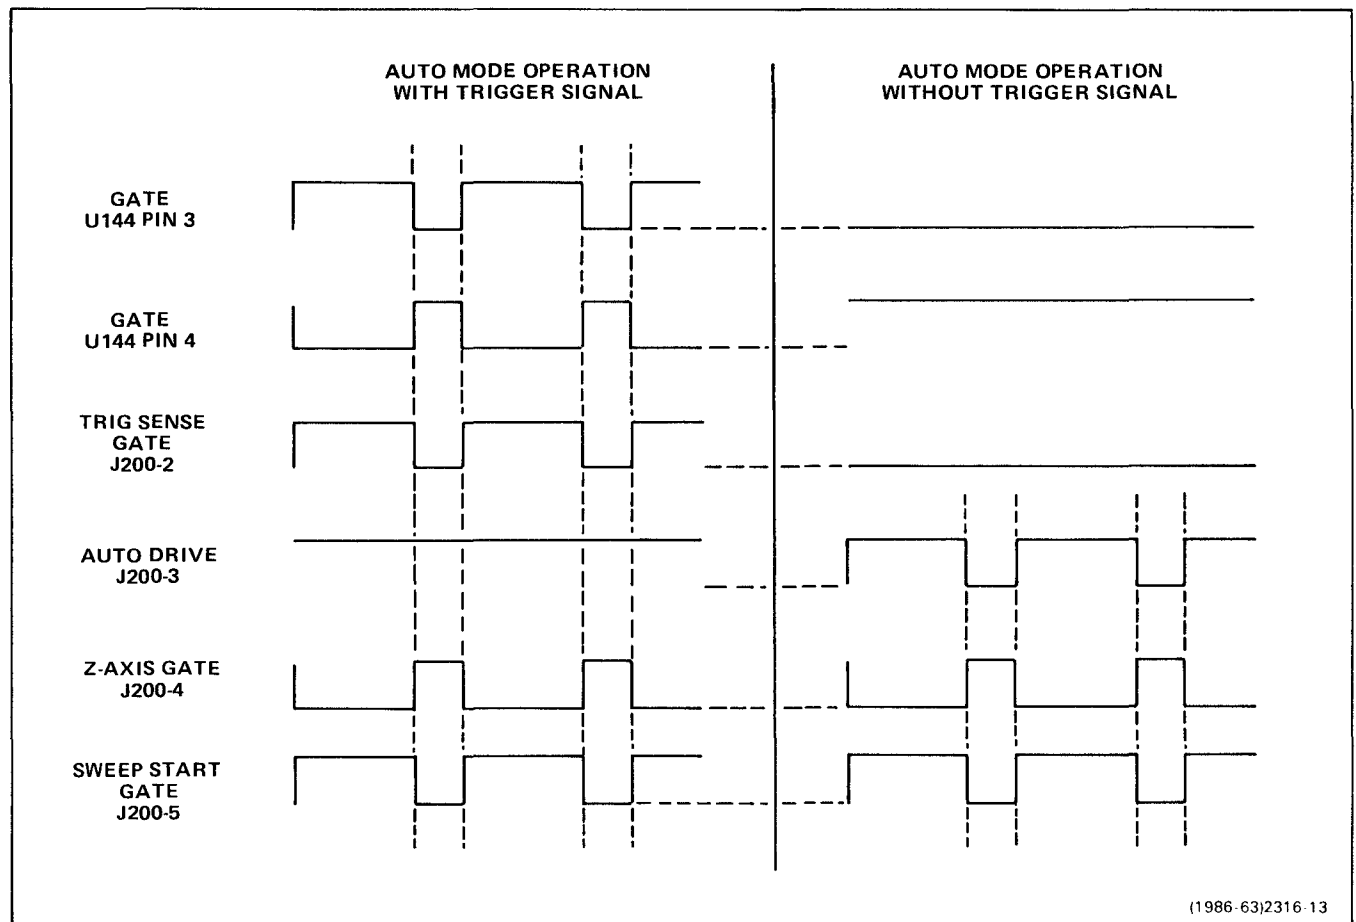 AUTO MODE OPERATION
WITH TRIGGER SIGNAL
AUTO MODE OPERATION
WITHOUT TRIGGER SIGNAL
GATE
U144 PIN 3
GATE
U144 PIN 4
TRIG SENSE
GATE
J200-2
AUTO DRIVE
J200-3
Z-AXIS GATE
J200-4
SWEEP START
GATE
J200-5
(1986-63)2316-13